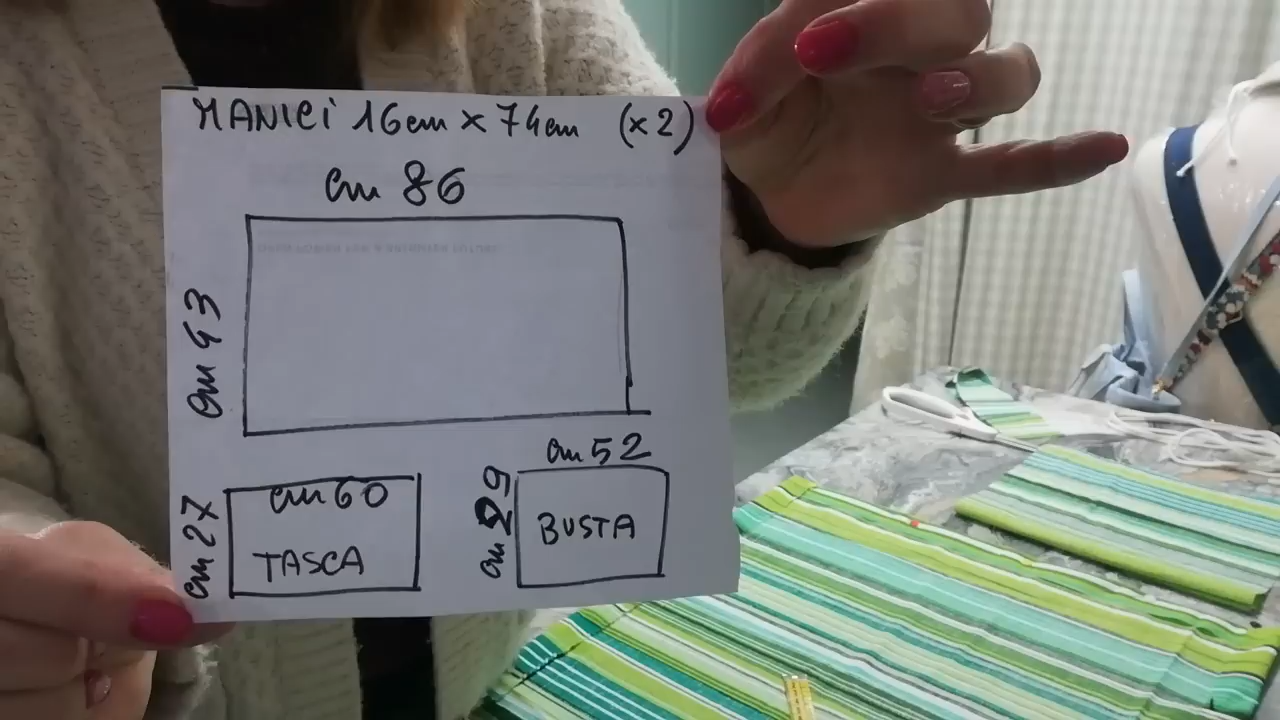 MANICI 16cm x 74cm (x2)
cm 86
cm 43
cm 52
cm 27
cm 60
TASCA
cm 29
BUSTA